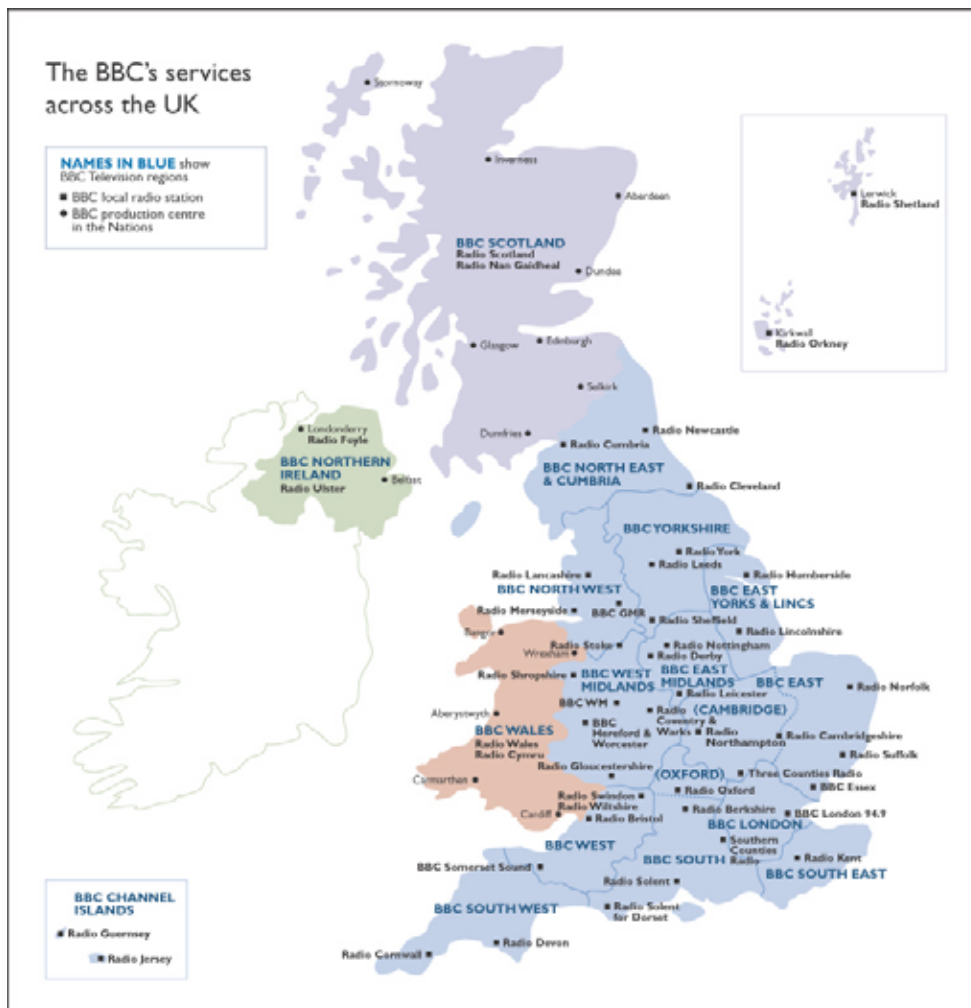 The BBC's services
across the UK
NAMES IN BLUE show
BBC Television regions
BBC local radio station
BBC production centre
in the Nations
Stornoway
Inverness
Aberdeen
BBC SCOTLAND
Radio Scotland
Radio Nan Gaidheal
Dundee
Glasgow
Edinburgh
Selkirk
Dumfries
Lerwick
Radio Shetland
Kirkwall
Radio Orkney
Londonderry
Radio Foyle
BBC NORTHERN
IRELAND
Radio Ulster
Belfast
Radio Newcastle
Radio Cumbria
BBC NORTH EAST
& CUMBRIA
Radio Cleveland
BBC YORKSHIRE
Radio York
Radio Leeds
Radio Lancashire
Radio Humberside
BBC NORTH WEST
BBC EAST
YORKS & LINCS
Radio Merseyside
BBC GMR
Radio Sheffield
Radio Lincolnshire
Bangor
Wrexham
Radio Stoke
Radio Nottingham
Radio Derby
Radio Shropshire
BBC WEST
MIDLANDS
BBC EAST
MIDLANDS
BBC EAST
Radio Norfolk
Radio Leicester
BBC WM
(CAMBRIDGE)
Aberystwyth
Radio
Coventry &
Warks
BBC
Hereford &
Worcester
Radio
Northampton
Radio Cambridgeshire
BBC WALES
Radio Wales
Radio Cymru
Radio Suffolk
Radio Gloucestershire
(OXFORD)
Three Counties Radio
Carmarthan
BBC Essex
Radio Swindon
Radio Wiltshire
Radio Oxford
Cardiff
Radio Bristol
Radio Berkshire
BBC London 94.9
BBC LONDON
BBC WEST
Southern
Counties
Radio
BBC SOUTH
Radio Kent
BBC SOUTH EAST
BBC Somerset Sound
Radio Solent
BBC SOUTH WEST
Radio Solent
for Dorset
Radio Devon
Radio Cornwall
BBC CHANNEL
ISLANDS
Radio Guernsey
Radio Jersey